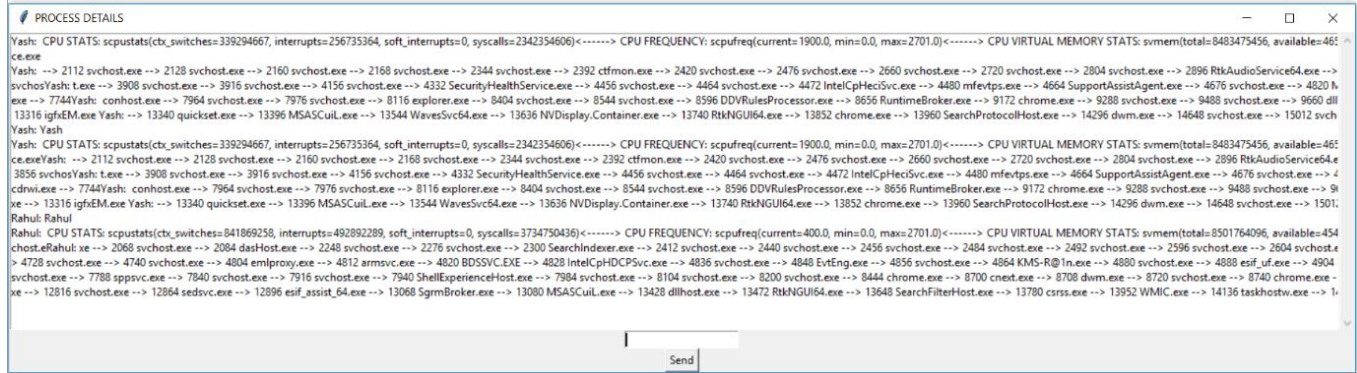 PROCESS DETAILS
Yash:  CPU STATS: scpustats(ctx_switches=339294667, interrupts=256735364, soft_interrupts=0, syscalls=2342354606)<------> CPU FREQUENCY: scpufreq(current=1900.0, min=0.0, max=2701.0)<------> CPU VIRTUAL MEMORY STATS: svmem(total=8483475456, available=465
ce.exe
Yash:  --> 2112 svchost.exe --> 2128 svchost.exe --> 2160 svchost.exe --> 2168 svchost.exe --> 2344 svchost.exe --> 2392 ctfmon.exe --> 2420 svchost.exe --> 2476 svchost.exe --> 2660 svchost.exe --> 2720 svchost.exe --> 2804 svchost.exe --> 2896 RtkAudioService64.exe -->
svchosYash: t.exe --> 3908 svchost.exe --> 3916 svchost.exe --> 4156 svchost.exe --> 4332 SecurityHealthService.exe --> 4456 svchost.exe --> 4464 svchost.exe --> 4472 IntelCpHeciSvc.exe --> 4480 mfevtps.exe --> 4664 SupportAssistAgent.exe --> 4676 svchost.exe --> 4820 M
exe --> 7744Yash:  conhost.exe --> 7964 svchost.exe --> 7976 svchost.exe --> 8116 explorer.exe --> 8404 svchost.exe --> 8544 svchost.exe --> 8596 DDVRulesProcessor.exe --> 8656 RuntimeBroker.exe --> 9172 chrome.exe --> 9288 svchost.exe --> 9488 svchost.exe --> 9660 dll
13316 igfxEM.exe Yash: --> 13340 quickset.exe --> 13396 MSASCuiL.exe --> 13544 WavesSvc64.exe --> 13636 NVDisplay.Container.exe --> 13740 RtkNGUI64.exe --> 13852 chrome.exe --> 13960 SearchProtocolHost.exe --> 14296 dwm.exe --> 14648 svchost.exe --> 15012 svch
Yash: Yash
Yash:  CPU STATS: scpustats(ctx_switches=339297667, interrupts=256735364, soft_interrupts=0, syscalls=2342354606)<------> CPU FREQUENCY: scpufreq(current=1900.0, min=0.0, max=2701.0)<------> CPU VIRTUAL MEMORY STATS: svmem(total=8483475456, available=465
ce.exeYash:  --> 2112 svchost.exe --> 2128 svchost.exe --> 2160 svchost.exe --> 2168 svchost.exe --> 2344 svchost.exe --> 2392 ctfmon.exe --> 2420 svchost.exe --> 2476 svchost.exe --> 2660 svchost.exe --> 2720 svchost.exe --> 2804 svchost.exe --> 2896 RtkAudioService64.e
3856 svchosYash: t.exe --> 3908 svchost.exe --> 3916 svchost.exe --> 4156 svchost.exe --> 4332 SecurityHealthService.exe --> 4456 svchost.exe --> 4464 svchost.exe --> 4472 IntelCpHeciSvc.exe --> 4480 mfevtps.exe --> 4664 SupportAssistAgent.exe --> 4676 svchost.exe --> 4
cdrwi.exe --> 7744Yash:  conhost.exe --> 7964 svchost.exe --> 7976 svchost.exe --> 8116 explorer.exe --> 8404 svchost.exe --> 8544 svchost.exe --> 8596 DDVRulesProcessor.exe --> 8656 RuntimeBroker.exe --> 9172 chrome.exe --> 9288 svchost.exe --> 9488 svchost.exe --> 9
xe --> 13316 igfxEM.exe Yash: --> 13340 quickset.exe --> 13396 MSASCuiL.exe --> 13544 WavesSvc64.exe --> 13636 NVDisplay.Container.exe --> 13740 RtkNGUI64.exe --> 13852 chrome.exe --> 13960 SearchProtocolHost.exe --> 14296 dwm.exe --> 14648 svchost.exe --> 1501
Rahul: Rahul
Rahul:  CPU STATS: scpustats(ctx_switches=841869258, interrupts=492892289, soft_interrupts=0, syscalls=3734750436)<------> CPU FREQUENCY: scpufreq(current=400.0, min=0.0, max=2701.0)<------> CPU VIRTUAL MEMORY STATS: svmem(total=8501764096, available=454
chost.eRahul: xe --> 2068 svchost.exe --> 2084 dasHost.exe --> 2248 svchost.exe --> 2276 svchost.exe --> 2300 SearchIndexer.exe --> 2412 svchost.exe --> 2440 svchost.exe --> 2456 svchost.exe --> 2484 svchost.exe --> 2492 svchost.exe --> 2596 svchost.exe --> 2604 svchost.e
> 4728 svchost.exe --> 4740 svchost.exe --> 4804 emlproxy.exe --> 4812 armsvc.exe --> 4820 BDSSVC.EXE --> 4828 IntelCpHDCPSvc.exe --> 4836 svchost.exe --> 4848 EvtEng.exe --> 4856 svchost.exe --> 4864 KMS-R@1n.exe --> 4880 svchost.exe --> 4888 esif_uf.exe --> 4904
svchost.exe --> 7788 sppsvc.exe --> 7840 svchost.exe --> 7916 svchost.exe --> 7940 ShellExperienceHost.exe --> 7984 svchost.exe --> 8104 svchost.exe --> 8200 svchost.exe --> 8444 chrome.exe --> 8700 cnext.exe --> 8708 dwm.exe --> 8720 svchost.exe --> 8740 chrome.exe -
xe --> 12816 svchost.exe --> 12864 sedsvc.exe --> 12896 esif_assist_64.exe --> 13068 SgrmBroker.exe --> 13080 MSASCuiL.exe --> 13428 dllhost.exe --> 13472 RtkNGUI64.exe --> 13648 SearchFilterHost.exe --> 13780 csrss.exe --> 13952 WMIC.exe --> 14136 taskhostw.exe --> 1
Send